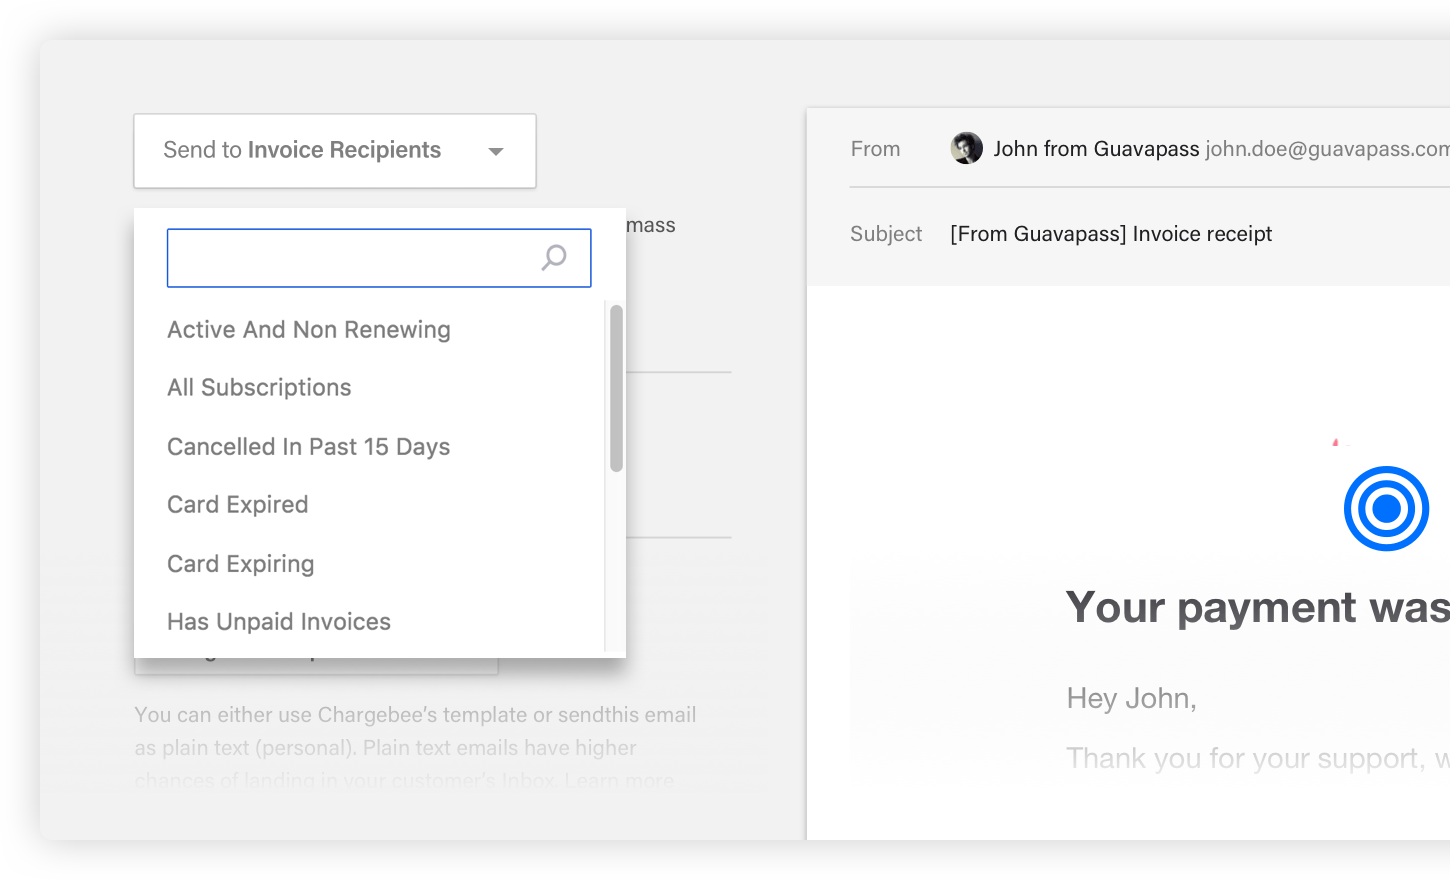 Send to Invoice Recipients
mass
Active And Non Renewing
All Subscriptions
Cancelled In Past 15 Days
Card Expired
Card Expiring
Has Unpaid Invoices
You can either use Chargebee’s template or sendthis email
as plain text (personal). Plain text emails have higher
chances of landing in your customer’s Inbox. Learn more
From John from Guavapass john.doe@guavapass.com
Subject [From Guavapass] Invoice receipt
Your payment was
Hey John,
Thank you for your support, w